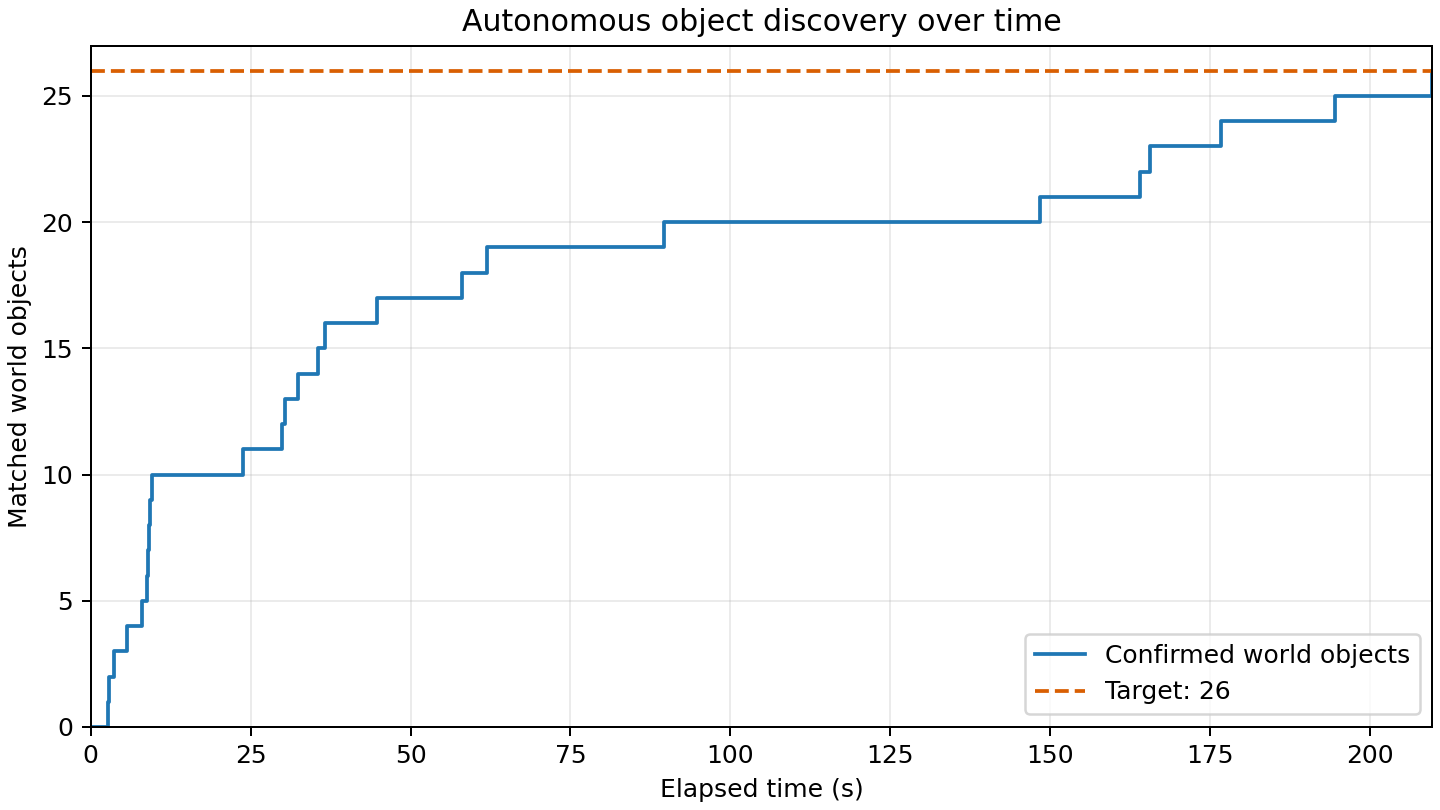 Autonomous object discovery over time
Matched world objects
25
20
15
10
5
0
0 25 50 75 100 125 150 175 200
Elapsed time (s)
Confirmed world objects
Target: 26